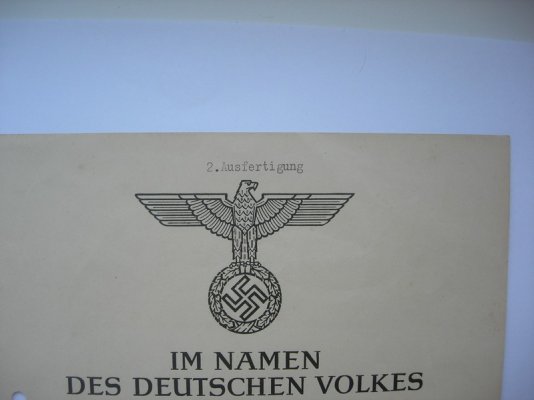 2.Ausfertigung
IM NAMEN
DES DEUTSCHEN VOLKES